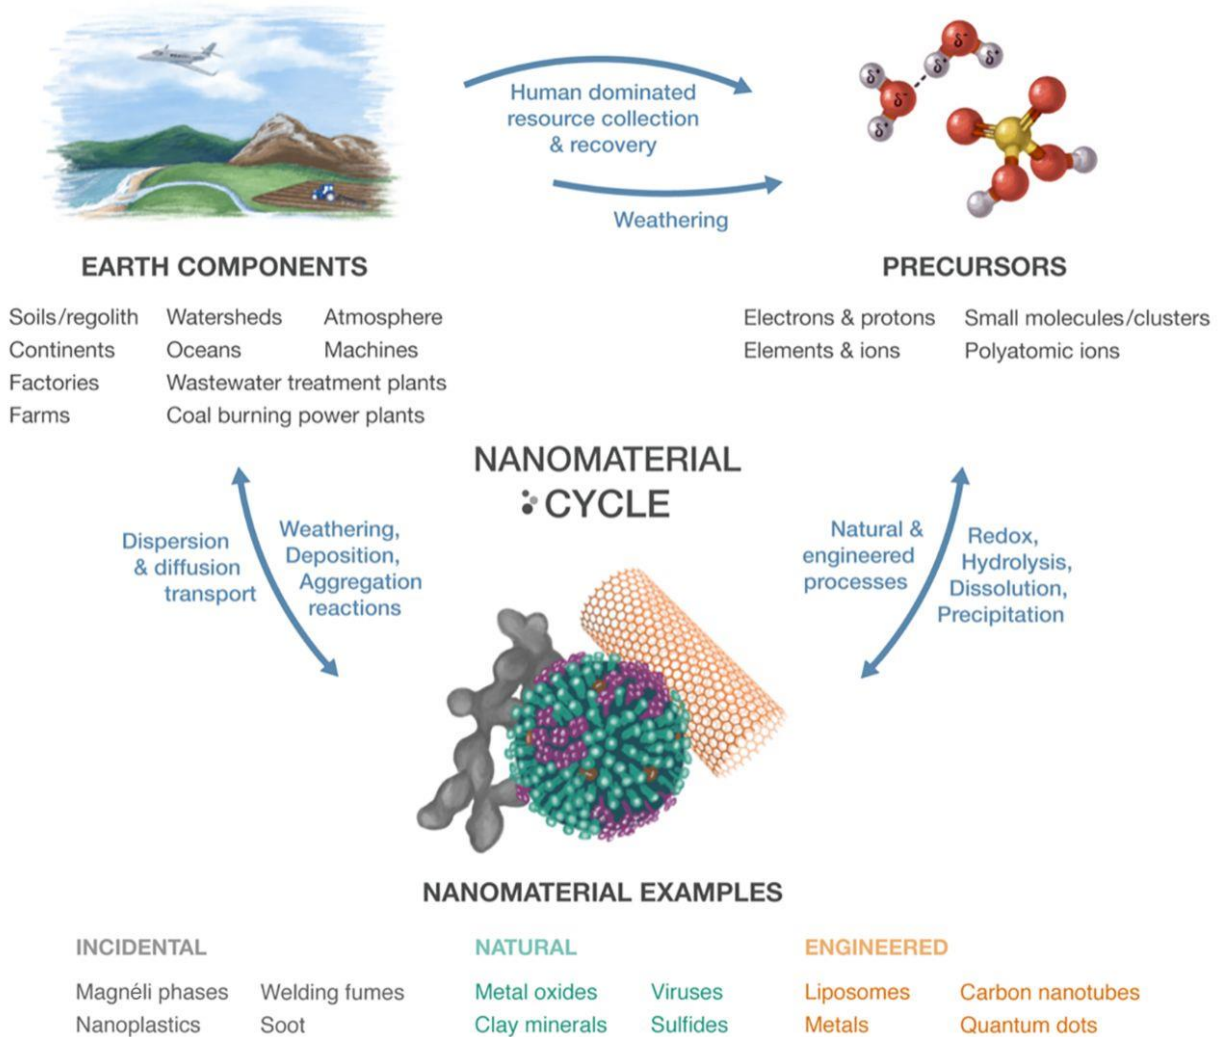 δ-
δ+
δ+
δ+
δ-
δ+
Human dominated
resource collection
& recovery
Weathering
EARTH COMPONENTS
PRECURSORS
Soils/regolith Watersheds Atmosphere
Continents Oceans Machines
Factories Wastewater treatment plants
Farms Coal burning power plants
Electrons & protons Small molecules/clusters
Elements & ions Polyatomic ions
NANOMATERIAL
CYCLE
Dispersion
& diffusion
transport
Weathering,
Deposition,
Aggregation
reactions
Natural &
engineered
processes
Redox,
Hydrolysis,
Dissolution,
Precipitation
NANOMATERIAL EXAMPLES
INCIDENTAL
Magnéli phases Welding fumes
Nanoplastics Soot
NATURAL
Metal oxides Viruses
Clay minerals Sulfides
ENGINEERED
Liposomes Carbon nanotubes
Metals Quantum dots